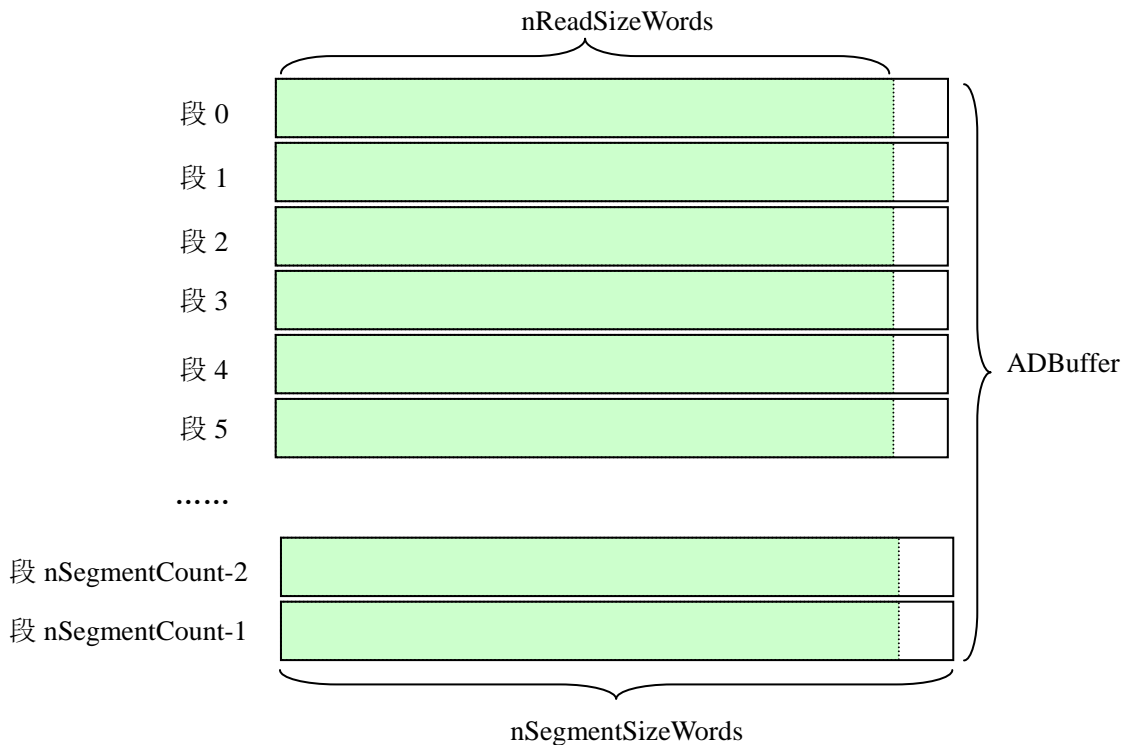 nReadSizeWords
段 0
段 1
段 2
段 3
段 4
ADBuffer
段 5
……
段 nSegmentCount-2
段 nSegmentCount-1
nSegmentSizeWords